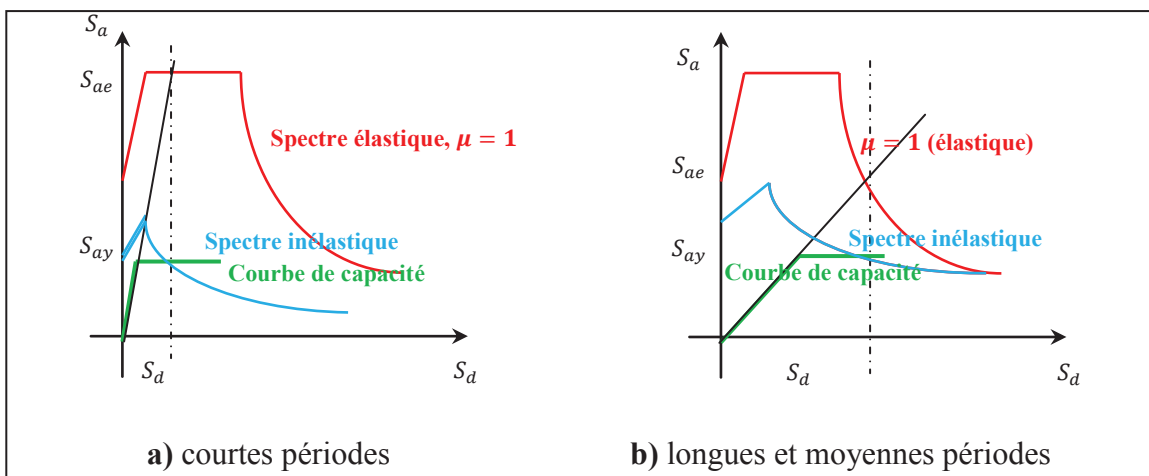 S_a
S_ae
Spectre élastique, μ = 1
S_ay
Spectre inélastique
Courbe de capacité
S_d
S_d
a) courtes périodes
S_a
μ = 1 (élastique)
S_ae
S_ay
Spectre inélastique
Courbe de capacité
S_d
S_d
b) longues et moyennes périodes